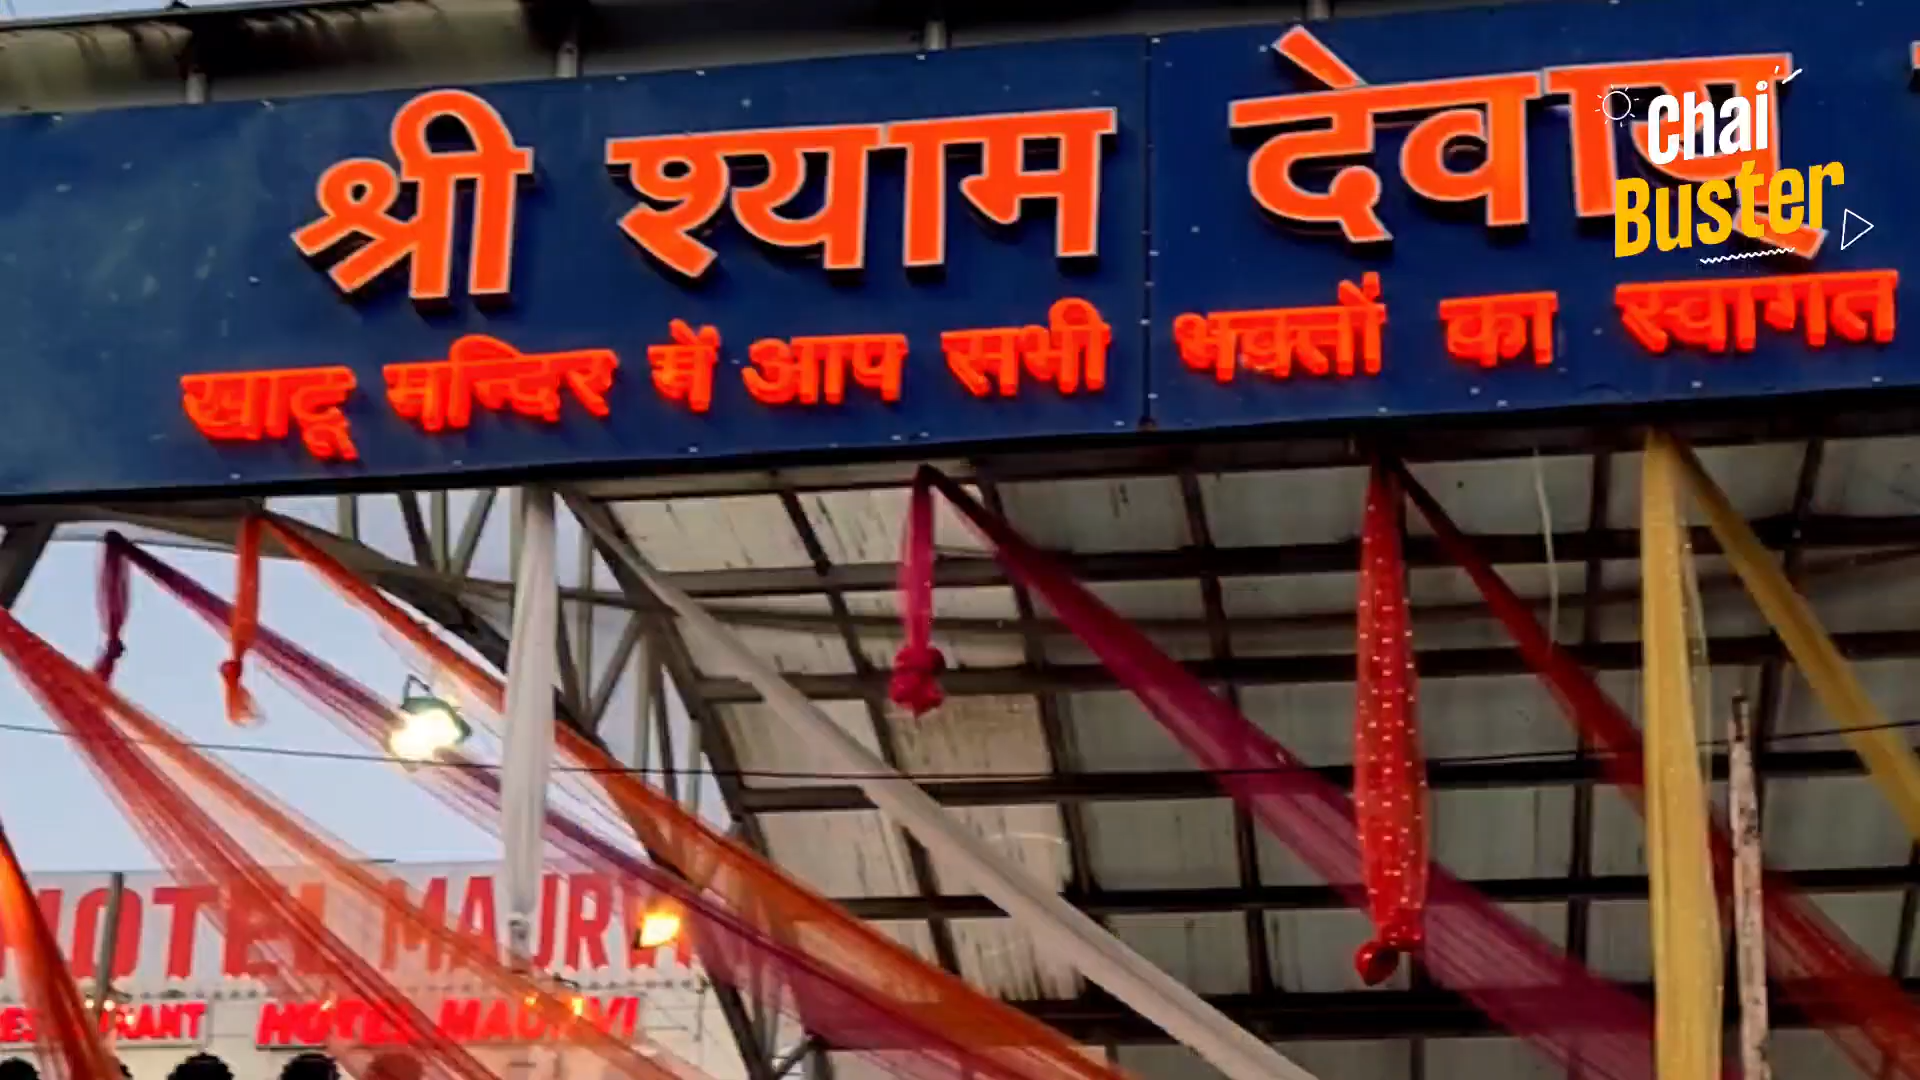 श्री श्याम
खाटू मन्दिर में आप सभी भक्तों का स्वागत
Chai
Buster
HOTEL MAURVI
HOTEL MAURVI